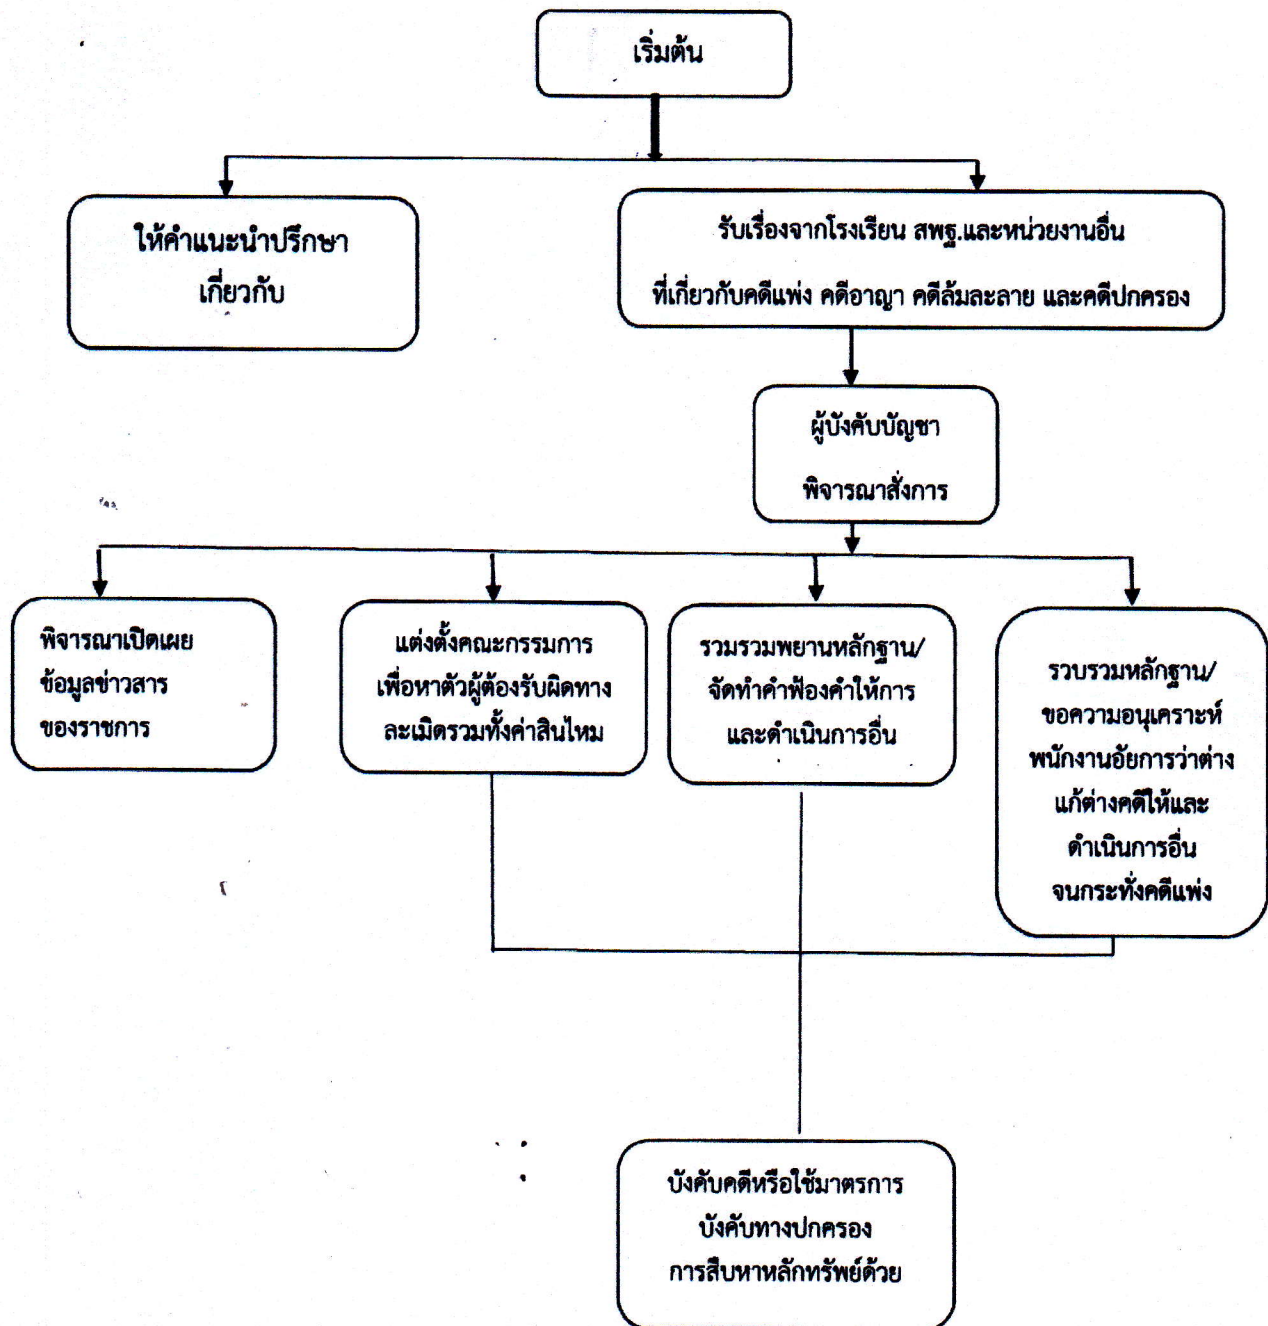 เริ่มต้น
ให้คำแนะนำปรึกษา
เกี่ยวกับ
รับเรื่องจากโรงเรียน สพฐ.และหน่วยงานอื่น
ที่เกี่ยวกับคดีแพ่ง คดีอาญา คดีล้มละลาย และคดีปกครอง
ผู้บังคับบัญชา
พิจารณาสั่งการ
พิจารณาเปิดเผย
ข้อมูลข่าวสาร
ของราชการ
แต่งตั้งคณะกรรมการ
เพื่อหาตัวผู้ต้องรับผิดทาง
ละเมิดรวมทั้งค่าสินไหม
รวมรวมพยานหลักฐาน/
จัดทำคำฟ้องคำให้การ
และดำเนินการอื่น
รวบรวมหลักฐาน/
ขอความอนุเคราะห์
พนักงานอัยการว่าต่าง
แก้ต่างคดีให้และ
ดำเนินการอื่น
จนกระทั่งคดีแพ่ง
บังคับคดีหรือใช้มาตรการ
บังคับทางปกครอง
การสืบหาหลักทรัพย์ด้วย